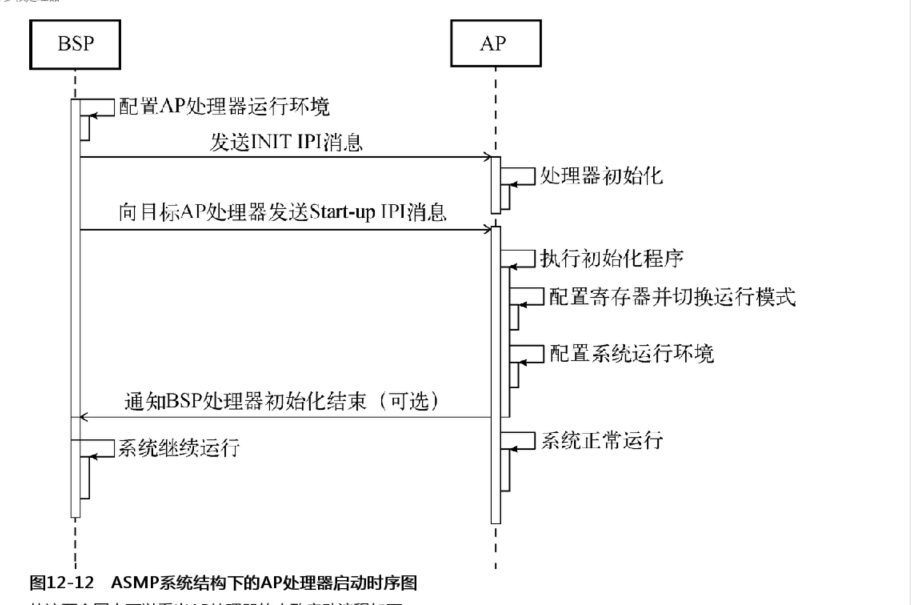 BSP
AP
配置AP处理器运行环境
发送INIT IPI消息
处理器初始化
向目标AP处理器发送Start-up IPI消息
执行初始化程序
配置寄存器并切换运行模式
配置系统运行环境
通知BSP处理器初始化结束（可选）
系统正常运行
系统继续运行
图12-12 ASMP系统结构下的AP处理器启动时序图